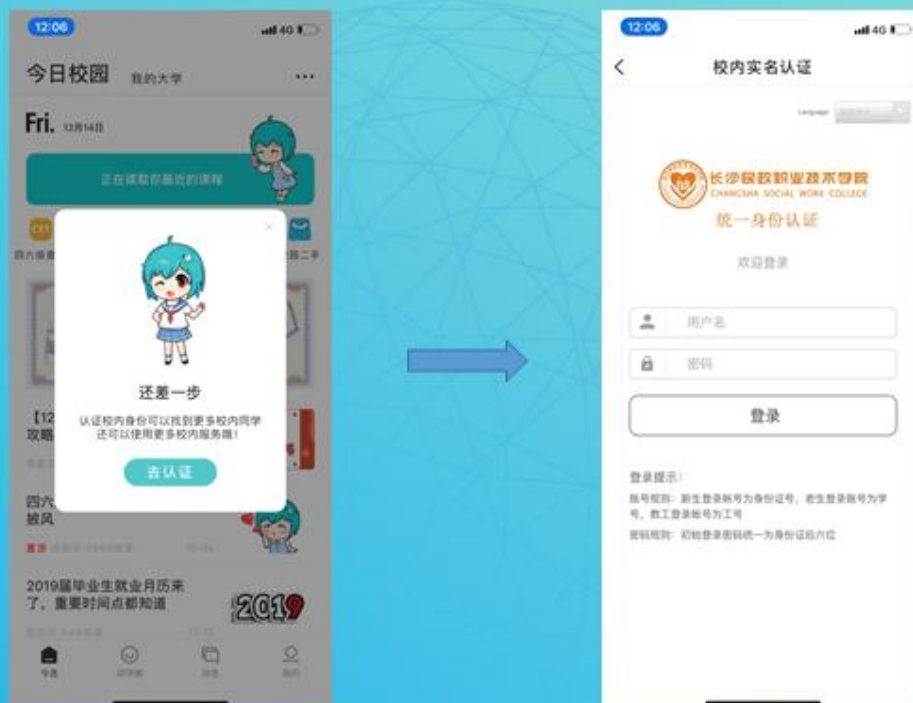 12:06
4G
今日校园 我的大学
Fri. 12月14日
正在读取你最近的课程
CET
还差一步
认证校内身份可以找到更多校内同学
还可以使用更多校内服务哦！
去认证
【12
攻略
四六
披风
置顶
2019届毕业生就业月历来
了，重要时间点都知道
2019
12:06
4G
校内实名认证
Language:
长沙民政职业技术学院
CHANGSHA SOCIAL WORK COLLEGE
统一身份认证
欢迎登录
用户名
密码
登录
登录提示：
账号规则：新生登录账号为身份证号，老生登录账号为学
号，教工登录账号为工号
密码规则：初始登录密码统一为身份证后六位